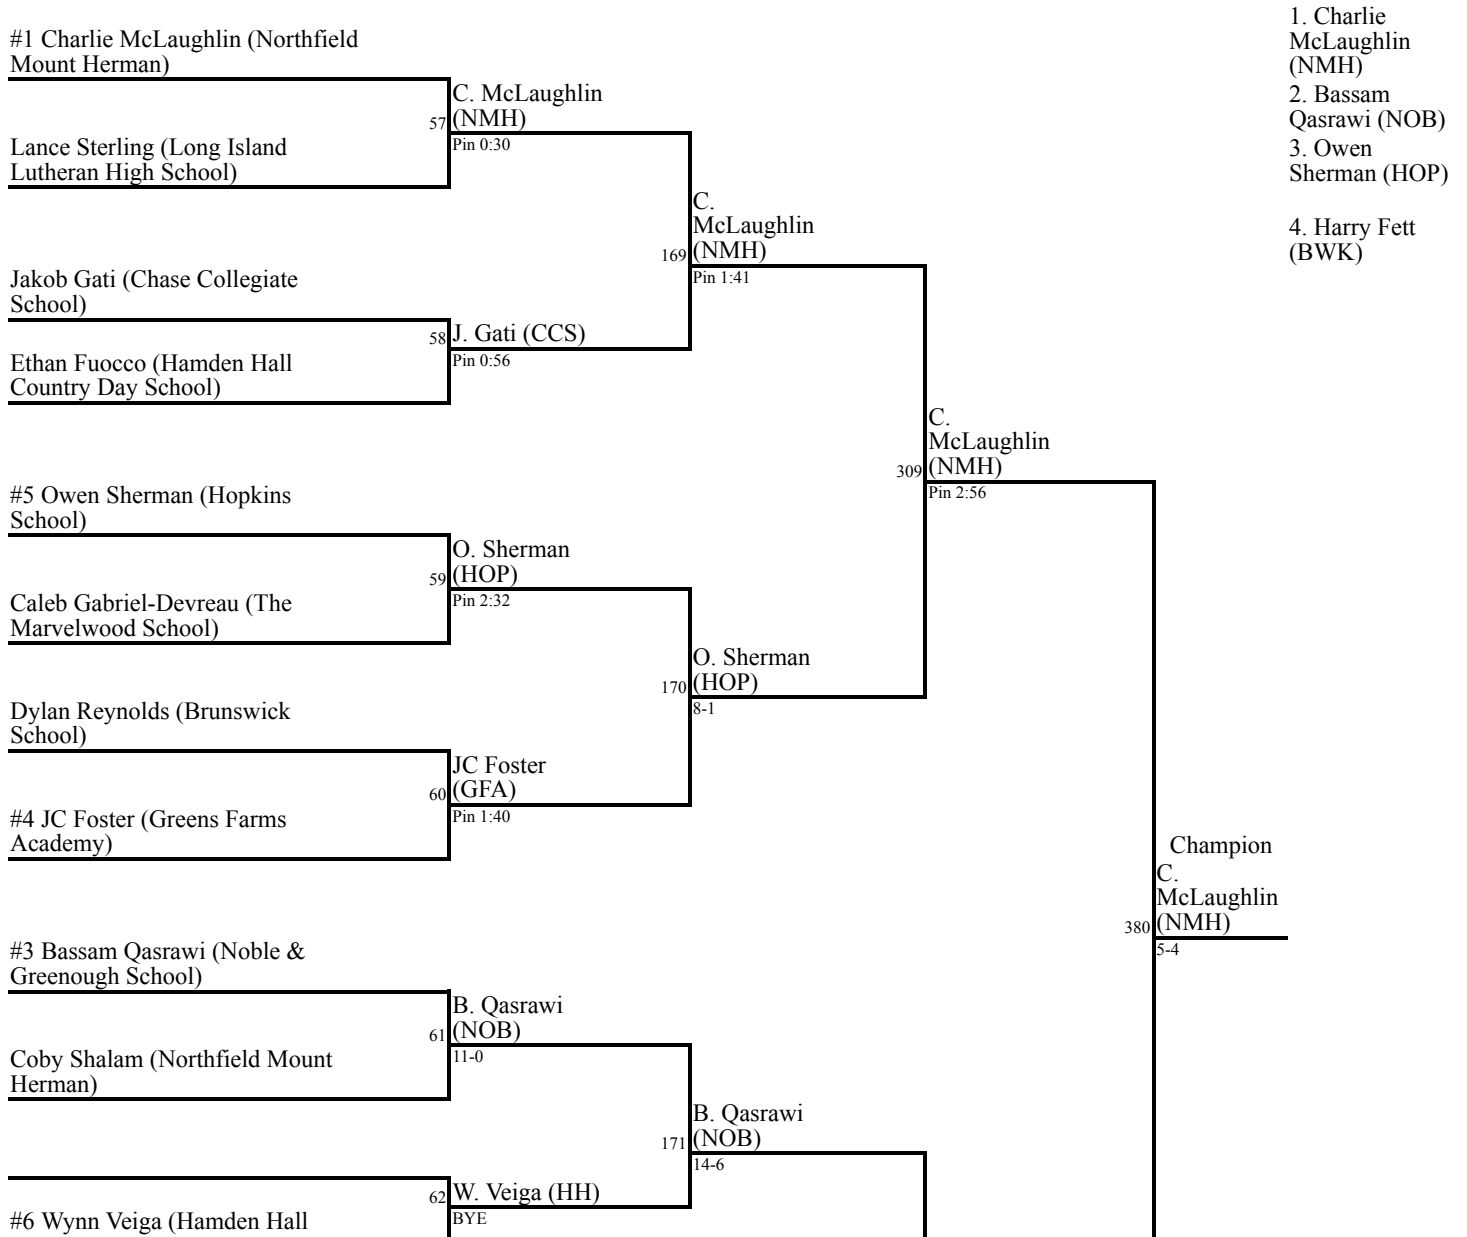 #1 Charlie McLaughlin (Northfield
Mount Herman)
57
C. McLaughlin
(NMH)
Pin 0:30
Lance Sterling (Long Island
Lutheran High School)
169
C.
McLaughlin
(NMH)
Pin 1:41
Jakob Gati (Chase Collegiate
School)
58
J. Gati (CCS)
Pin 0:56
Ethan Fuocco (Hamden Hall
Country Day School)
309
C.
McLaughlin
(NMH)
Pin 2:56
#5 Owen Sherman (Hopkins
School)
59
O. Sherman
(HOP)
Pin 2:32
Caleb Gabriel-Devreau (The
Marvelwood School)
170
O. Sherman
(HOP)
8-1
Dylan Reynolds (Brunswick
School)
60
JC Foster
(GFA)
Pin 1:40
#4 JC Foster (Greens Farms
Academy)
Champion
380
C.
McLaughlin
(NMH)
5-4
#3 Bassam Qasrawi (Noble &
Greenough School)
61
B. Qasrawi
(NOB)
11-0
Coby Shalam (Northfield Mount
Herman)
171
B. Qasrawi
(NOB)
14-6
62
W. Veiga (HH)
BYE
#6 Wynn Veiga (Hamden Hall
1. Charlie
McLaughlin
(NMH)
2. Bassam
Qasrawi (NOB)
3. Owen
Sherman (HOP)
4. Harry Fett
(BWK)